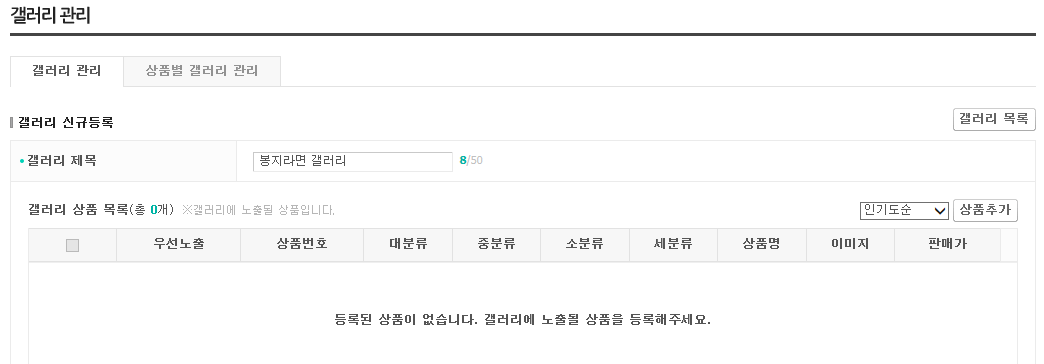 갤러리 관리
갤러리 관리 상품별 갤러리 관리
갤러리 신규등록 갤러리 목록
갤러리 제목 봉지라면 갤러리 8/50
갤러리 상품 목록(총 0개) ※갤러리에 노출될 상품입니다. 인기도순 상품추가
우선노출 상품번호 대분류 중분류 소분류 세분류 상품명 이미지 판매가
등록된 상품이 없습니다. 갤러리에 노출될 상품을 등록해주세요.